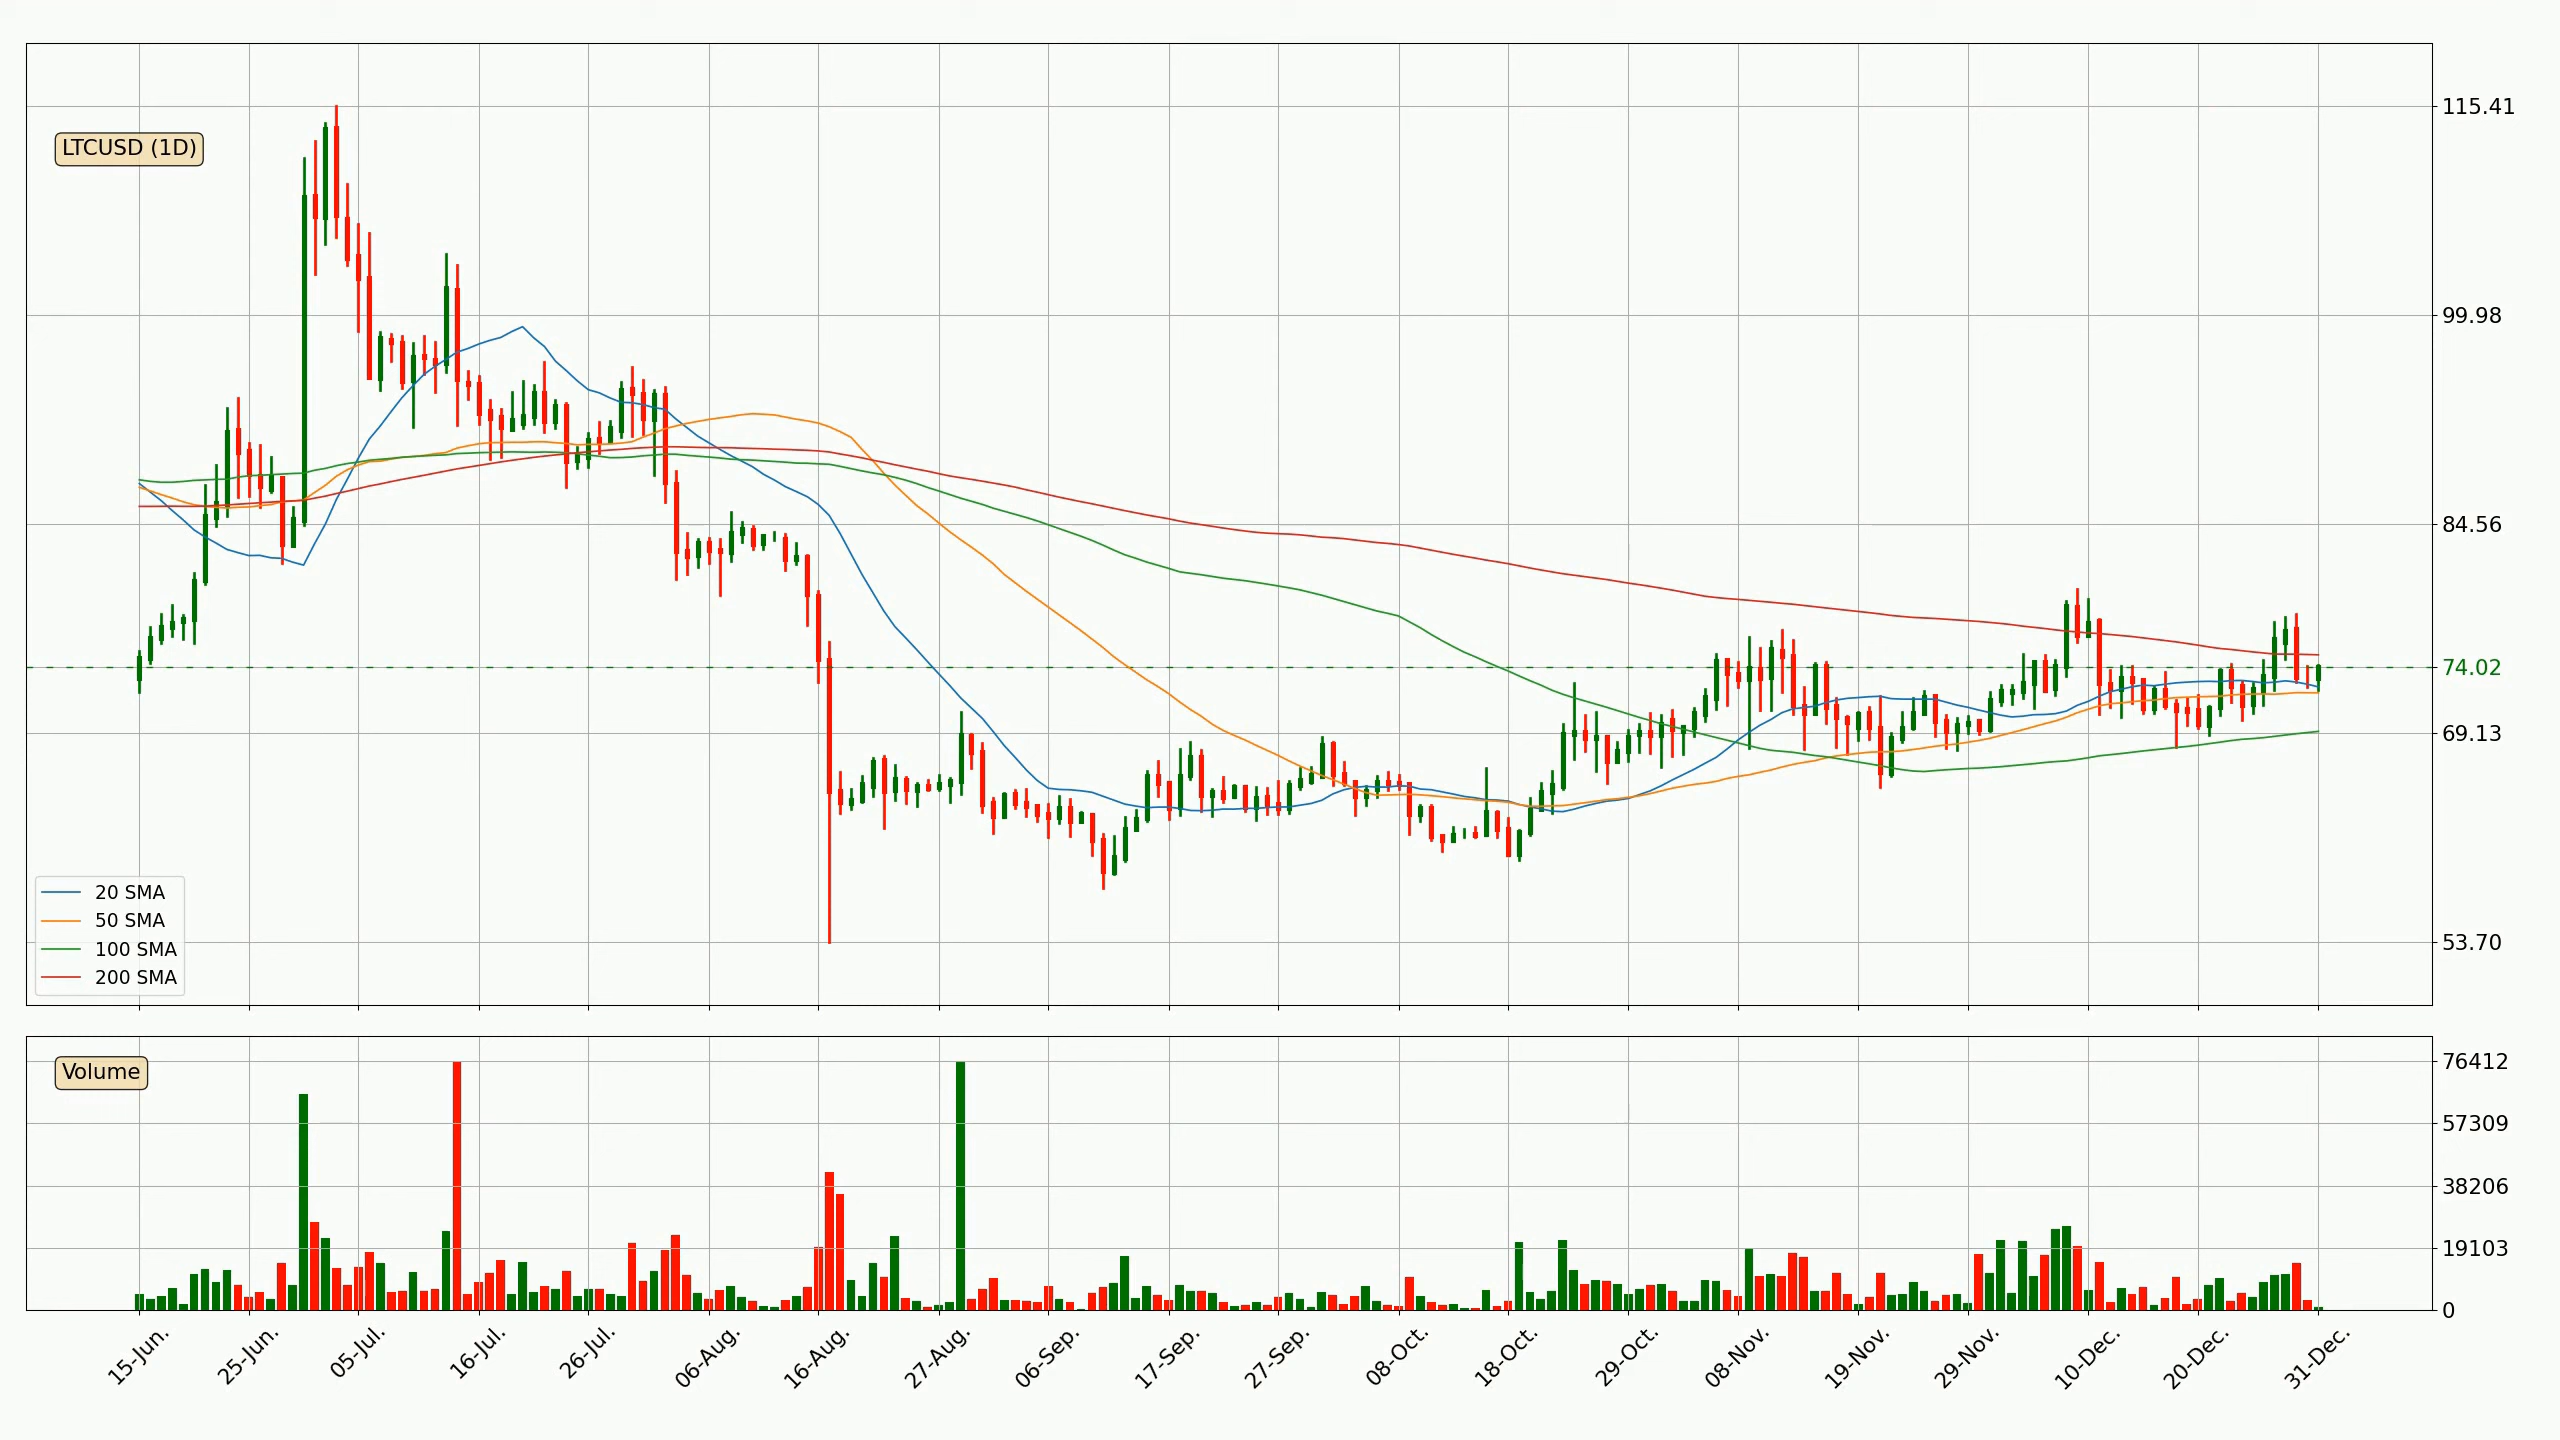 LTCUSD (1D)
115.41
99.98
84.56
74.02
69.13
53.70
20 SMA
50 SMA
100 SMA
200 SMA
Volume
76412
57309
38206
19103
0
15-Jun.
25-Jun.
05-Jul.
16-Jul.
26-Jul.
06-Aug.
16-Aug.
27-Aug.
06-Sep.
17-Sep.
27-Sep.
08-Oct.
18-Oct.
29-Oct.
08-Nov.
19-Nov.
29-Nov.
10-Dec.
20-Dec.
31-Dec.